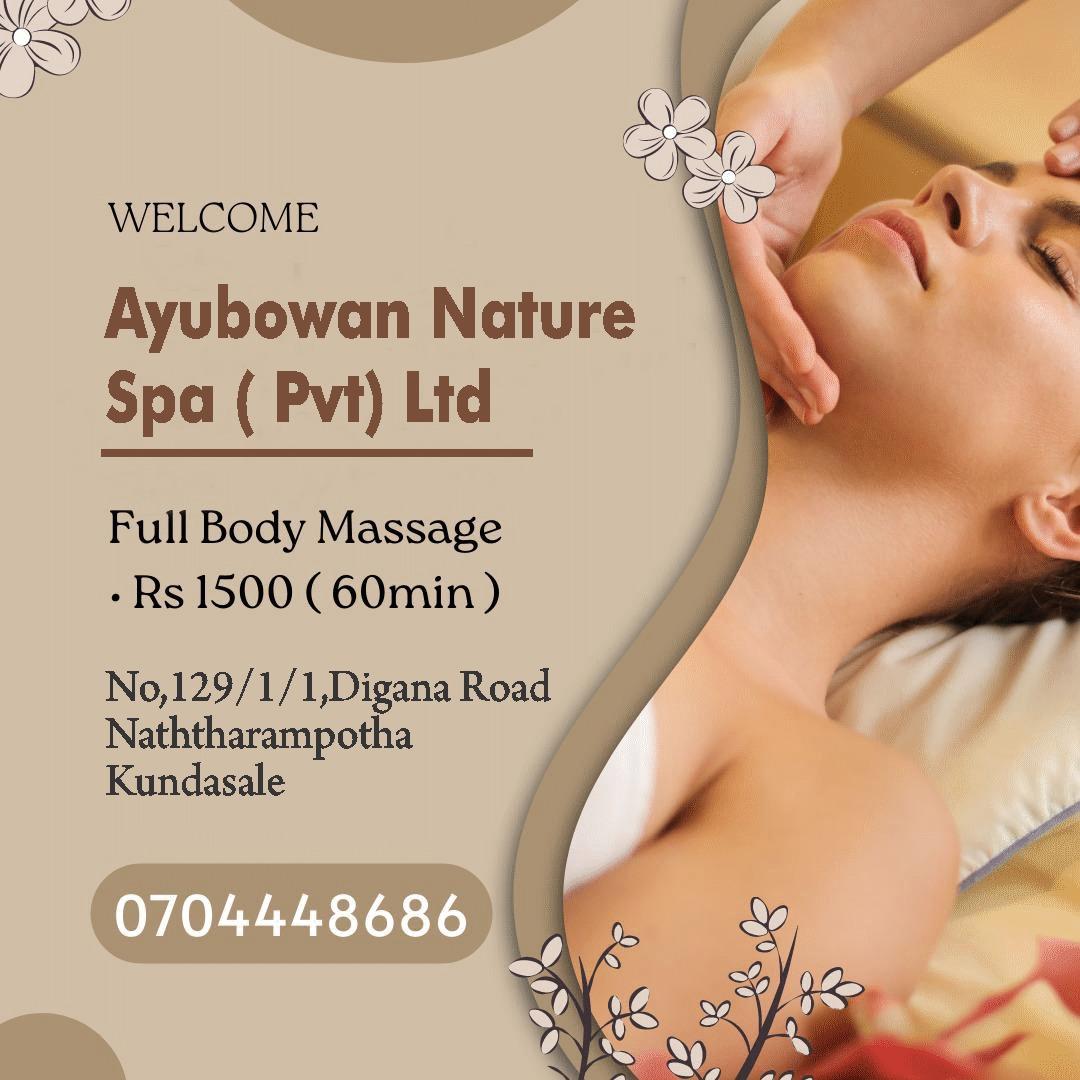 WELCOME
Ayubowan Nature
Spa ( Pvt) Ltd
Full Body Massage
• Rs 1500 ( 60min )
No,129/1/1,Digana Road
Naththarampotha
Kundasale
0704448686